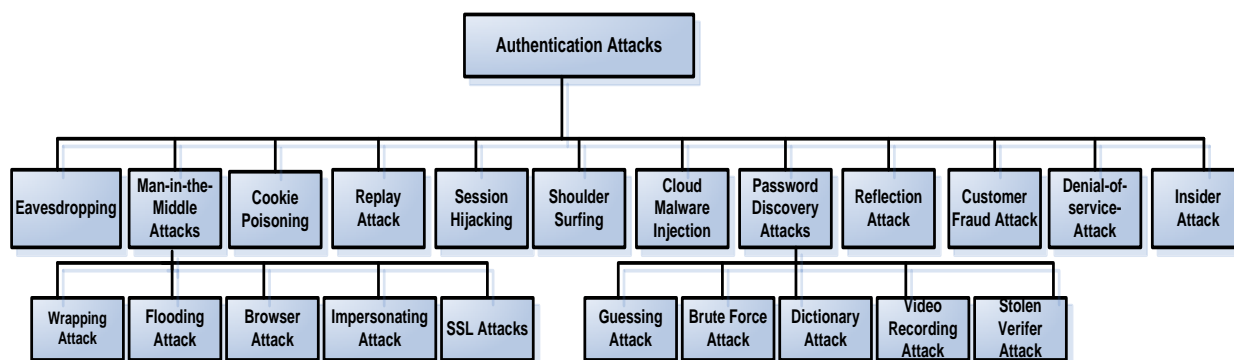 Authentication Attacks
Eavesdropping
Man-in-the-
Middle
Attacks
Cookie
Poisoning
Replay
Attack
Session
Hijacking
Shoulder
Surfing
Cloud
Malware
Injection
Password
Discovery
Attacks
Reflection
Attack
Customer
Fraud Attack
Denial-of-
service-
Attack
Insider
Attack
Wrapping
Attack
Flooding
Attack
Browser
Attack
Impersonating
Attack
SSL Attacks
Guessing
Attack
Brute Force
Attack
Dictionary
Attack
Video
Recording
Attack
Stolen
Verifer
Attack